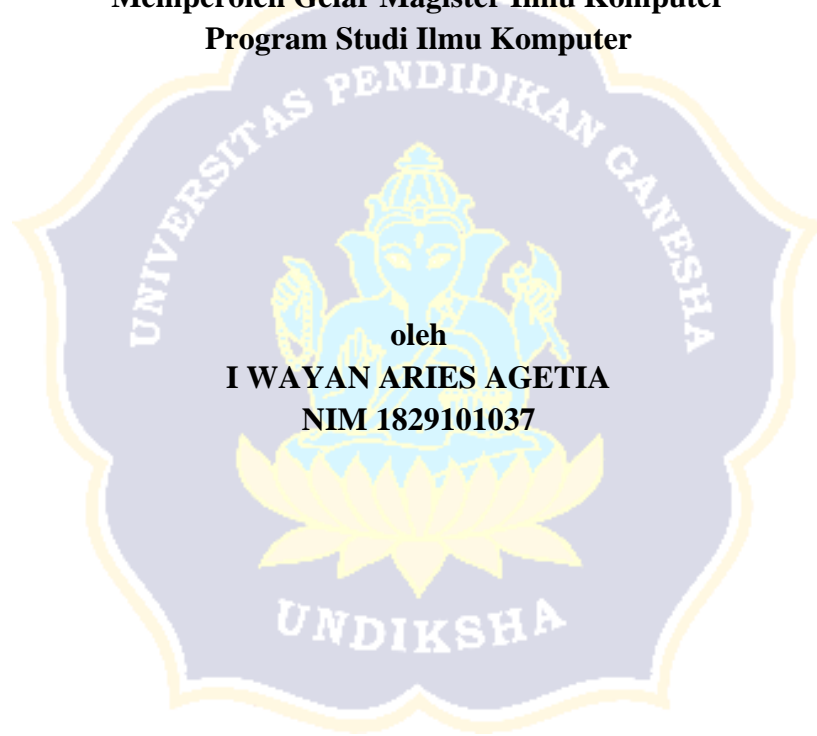 Memperoleh Gelar Magister Ilmu Komputer
Program Studi Ilmu Komputer
UNIVERSITAS PENDIDIKAN GANESHA
oleh
I WAYAN ARIES AGETIA
NIM 1829101037
UNDIKSHA